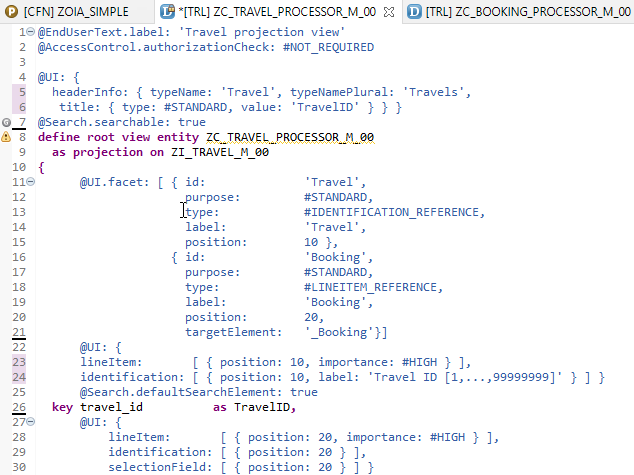 [CFN] ZOIA_SIMPLE
*[TRL] ZC_TRAVEL_PROCESSOR_M_00
[TRL] ZC_BOOKING_PROCESSOR_M_00
1 @EndUserText.label: 'Travel projection view'
2 @AccessControl.authorizationCheck: #NOT_REQUIRED
3
4 @UI: {
5 headerInfo: { typeName: 'Travel', typeNamePlural: 'Travels',
6 title: { type: #STANDARD, value: 'TravelID' } } }
7 @Search.searchable: true
8 define root view entity ZC_TRAVEL_PROCESSOR_M_00
9 as projection on ZI_TRAVEL_M_00
10 {
11 @UI.facet: [ { id: 'Travel',
12 purpose: #STANDARD,
13 type: #IDENTIFICATION_REFERENCE,
14 label: 'Travel',
15 position: 10 },
16 { id: 'Booking',
17 purpose: #STANDARD,
18 type: #LINEITEM_REFERENCE,
19 label: 'Booking',
20 position: 20,
21 targetElement: '_Booking'}]
22 @UI: {
23 lineItem: [ { position: 10, importance: #HIGH } ],
24 identification: [ { position: 10, label: 'Travel ID [1,...,99999999]' } ] }
25 @Search.defaultSearchElement: true
26 key travel_id as TravelID,
27 @UI: {
28 lineItem: [ { position: 20, importance: #HIGH } ],
29 identification: [ { position: 20 } ],
30 selectionField: [ { position: 20 } ] }